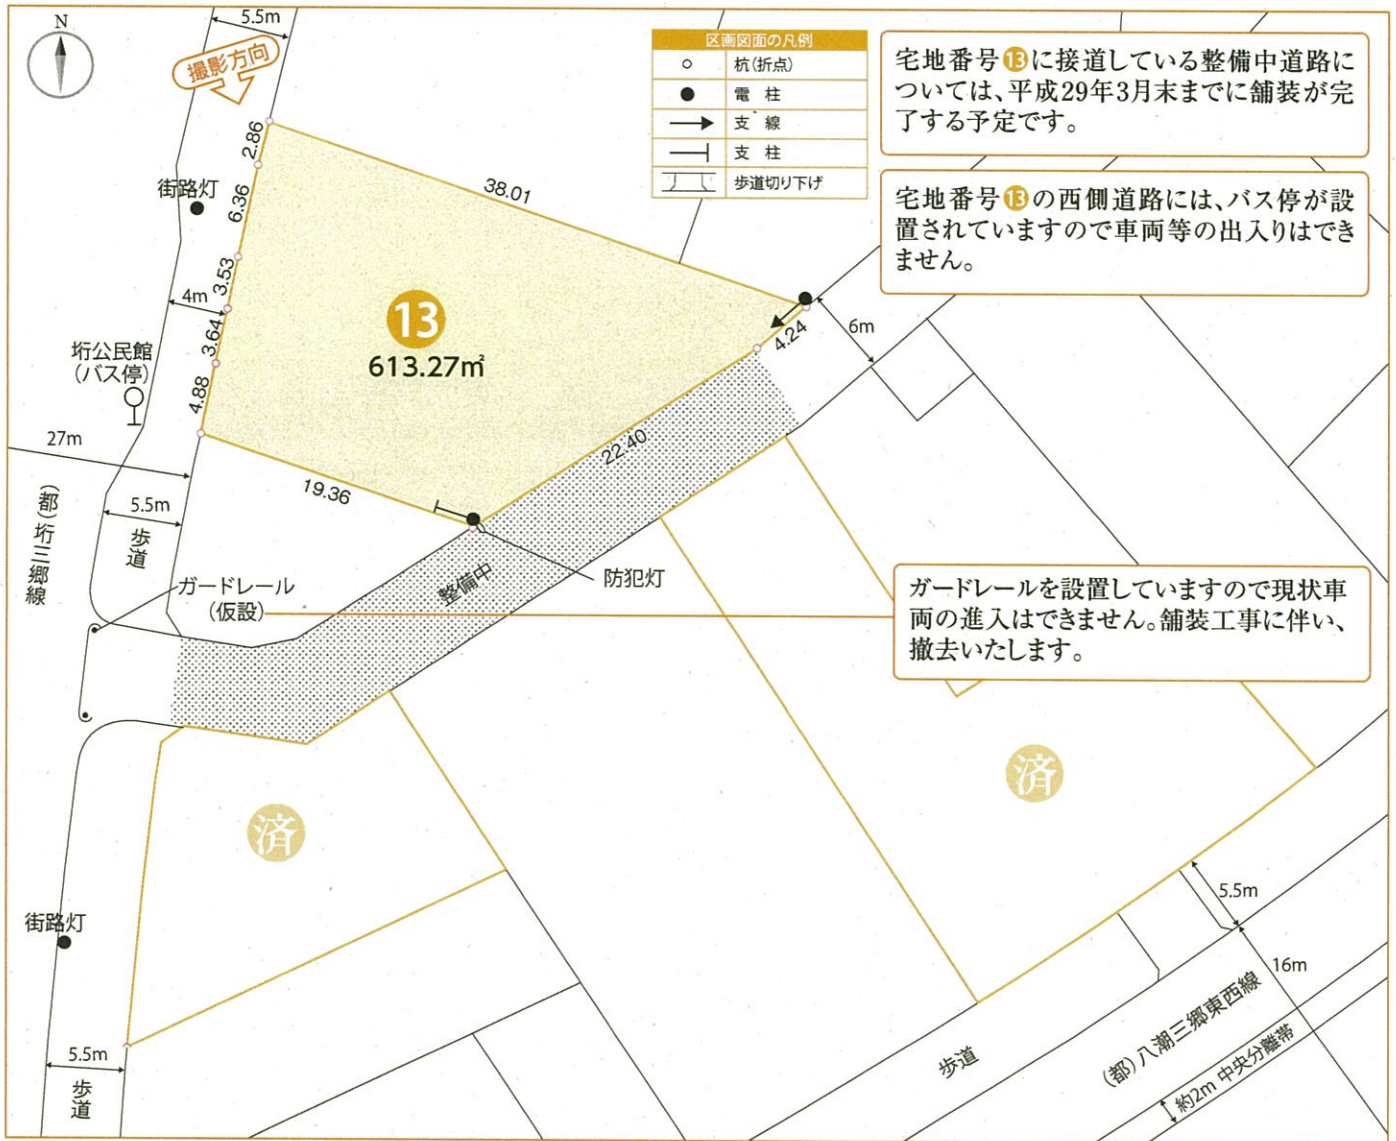 N
5.5m
撮影方向
区画図面の凡例
杭(折点)
電 柱
支 線
支 柱
歩道切り下げ
宅地番号⓭に接道している整備中道路に
ついては、平成29年3月末までに舗装が完
了する予定です。
宅地番号⓭の西側道路には、バス停が設
置されていますので車両等の出入りはでき
ません。
2.86
38.01
街路灯
6.36
3.53
4m
13
613.27㎡
3.64
4.24
6m
垳公民館
(バス停)
4.88
27m
22.40
19.36
5.5m
歩道
(都)垳三郷線
防犯灯
整備中
ガードレール
(仮設)
ガードレールを設置していますので現状車
両の進入はできません。舗装工事に伴い、
撤去いたします。
済
済
街路灯
5.5m
16m
5.5m
歩道
歩道
(都)八潮三郷東西線
約2m 中央分離帯